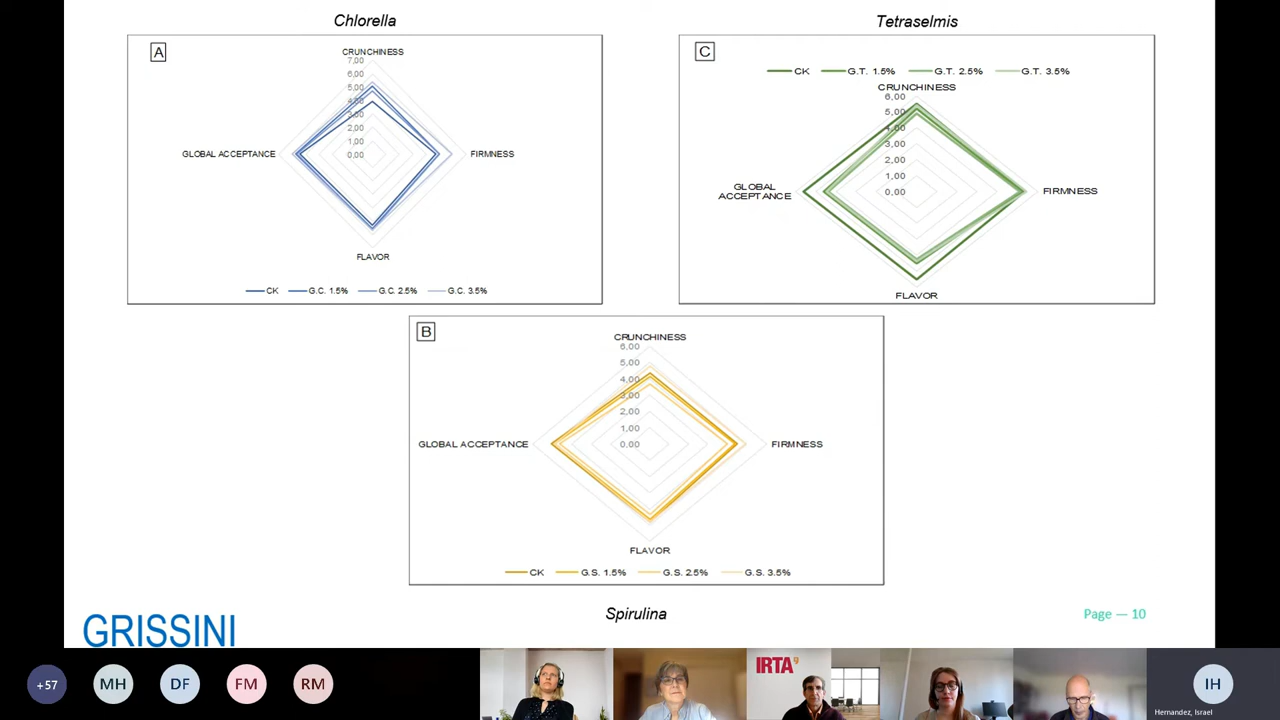 Chlorella
A
CRUNCHINESS
7,00
6,00
5,00
4,00
3,00
2,00
1,00
0,00
GLOBAL ACCEPTANCE
FIRMNESS
FLAVOR
CK G.C. 1.5% G.C. 2.5% G.C. 3.5%
Tetraselmis
C
CK G.T. 1.5% G.T. 2.5% G.T. 3.5%
CRUNCHINESS
6,00
5,00
4,00
3,00
2,00
1,00
0,00
GLOBAL
ACCEPTANCE
FIRMNESS
FLAVOR
B
CRUNCHINESS
6,00
5,00
4,00
3,00
2,00
1,00
0,00
GLOBAL ACCEPTANCE
FIRMNESS
FLAVOR
CK G.S. 1.5% G.S. 2.5% G.S. 3.5%
Spirulina
Page — 10
GRISSINI
+57 MH DF FM RM
IRTA
IH
Hernandez, Israel